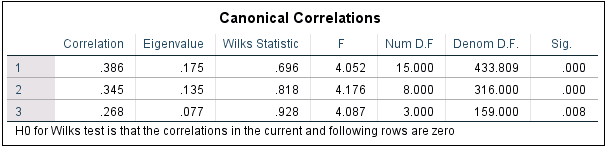 Canonical Correlations
Correlation Eigenvalue Wilks Statistic F Num D.F Denom D.F. Sig.
1 .386 .175 .696 4.052 15.000 433.809 .000
2 .345 .135 .818 4.176 8.000 316.000 .000
3 .268 .077 .928 4.087 3.000 159.000 .008
H0 for Wilks test is that the correlations in the current and following rows are zero